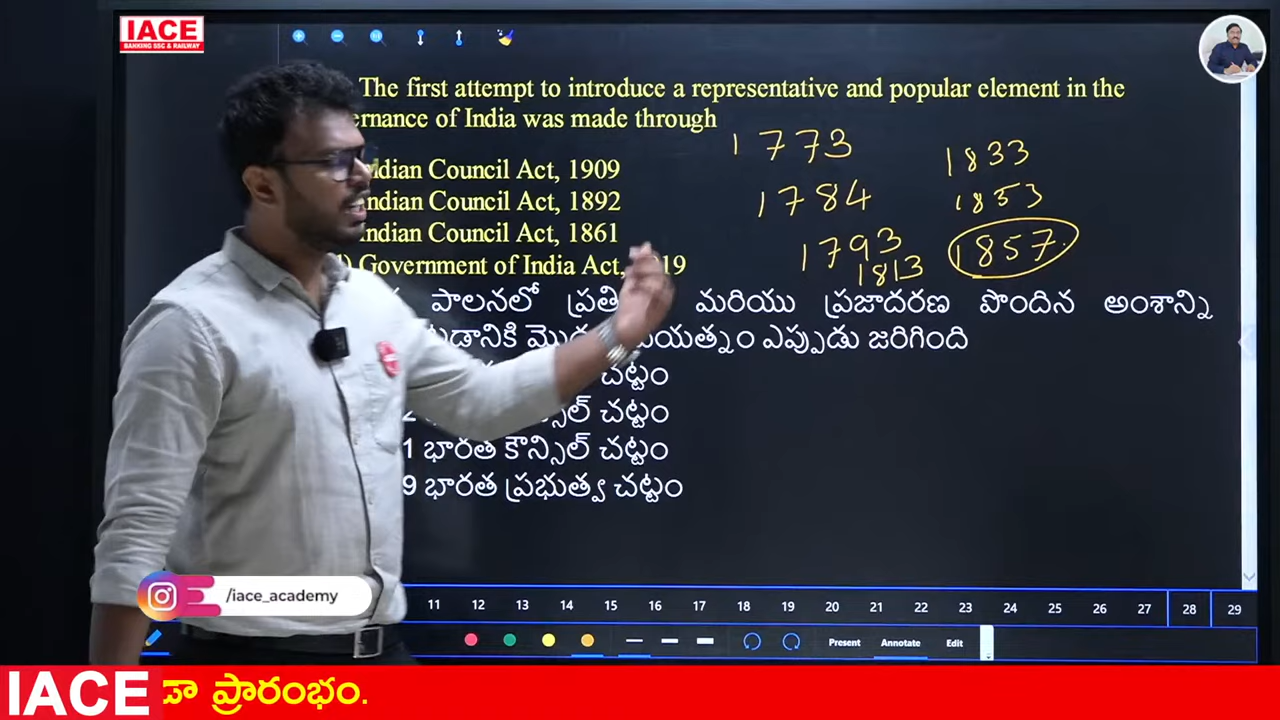 IACE
BANKING SSC & RAILWAY
The first attempt to introduce a representative and popular element in the
ernance of India was made through
1773
1833
ndian Council Act, 1909
1784
1853
Indian Council Act, 1892
Indian Council Act, 1861
1793
1857
1813
d) Government of India Act, 19
పాలనలో మరియు ప్రజాదరణ పొందిన అంశాన్ని
ఎప్పుడు జరిగింది
చట్టం
చట్టం
1 భారత కౌన్సిల్ చట్టం
9 భారత ప్రభుత్వ చట్టం
/iace_academy
11 12 13 14 15 16 17 18 19 20 21 22 23 24 25 26 27 28 29
Present Annotate Edit
IACE డా ప్రారంభం.